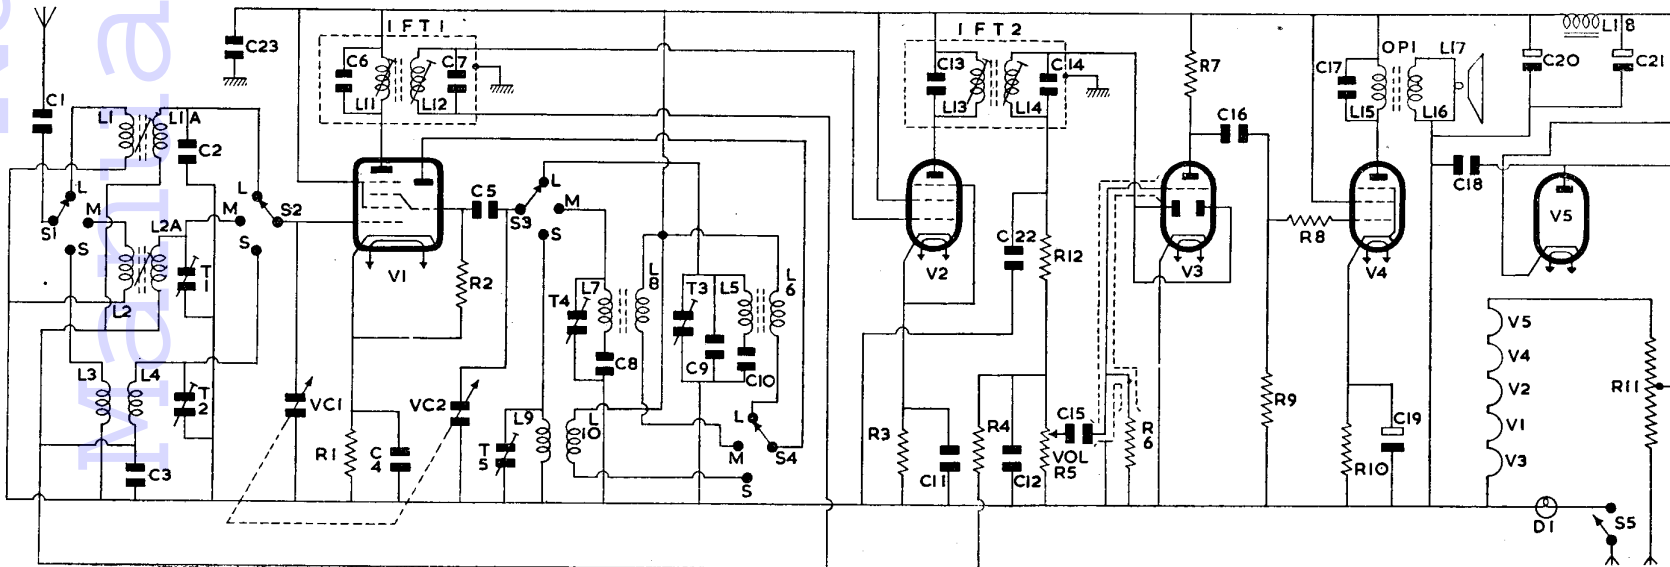 IFT1
IFT2
L18
C20
C21
C23
C6
C7
L11
L12
C13
C14
L13
L14
R7
C17
OP1
L17
L15
L16
C1
L1
L1A
C2
C16
C18
L
M
S
S1
L2A
T1
L2
L
M
S
S2
V1
C5
R2
L
M
S
S3
V2
C22
R12
V3
R8
V4
V5
L3
L4
T2
C3
VC1
R1
C4
VC2
T5
L9
L10
T4
L7
L8
C8
T3
L5
L6
C9
C10
L
M
S
S4
R3
C11
R4
C12
C15
VOL
R5
R6
R9
R10
C19
V5
V4
V2
V1
V3
R11
D1
S5